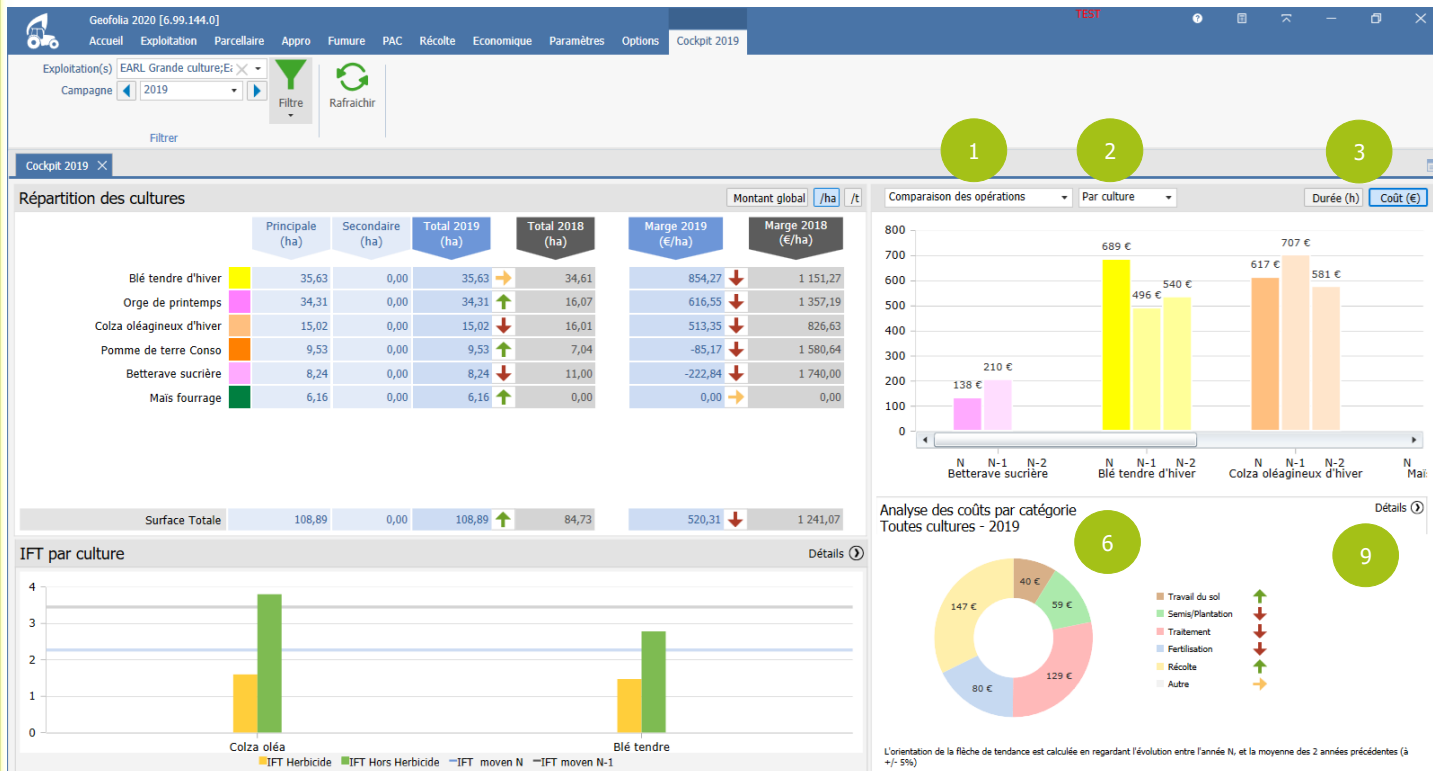 Geofolia 2020 [6.99.144.0]
TEST
Accueil Exploitation Parcellaire Appro Fumure PAC Récolte Economique Paramètres Options Cockpit 2019
Exploitation(s) EARL Grande culture;Ea
Campagne 2019
Filtre
Rafraichir
Filtrer
1
2
3
Cockpit 2019
Répartition des cultures
Montant global /ha /t
Comparaison des opérations Par culture
Durée (h) Coût (€)
Principale (ha) Secondaire (ha) Total 2019 (ha) Total 2018 (ha) Marge 2019 (€/ha) Marge 2018 (€/ha)
Blé tendre d'hiver 35,63 0,00 35,63 34,61 854,27 1 151,27
Orge de printemps 34,31 0,00 34,31 16,07 616,55 1 357,19
Colza oléagineux d'hiver 15,02 0,00 15,02 16,01 513,35 826,63
Pomme de terre Conso 9,53 0,00 9,53 7,04 -85,17 1 580,64
Betterave sucrière 8,24 0,00 8,24 11,00 -222,84 1 740,00
Maïs fourrage 6,16 0,00 6,16 0,00 0,00 0,00
Surface Totale 108,89 0,00 108,89 84,73 520,31 1 241,07
800
700
600
500
400
300
200
100
0
138 € 210 € 689 € 496 € 540 € 617 € 707 € 581 €
N N-1 N-2 N N-1 N-2 N N-1 N-2 N
Betterave sucrière Blé tendre d'hiver Colza oléagineux d'hiver Maï
IFT par culture
Détails
4
3
2
1
0
Colza oléa Blé tendre
IFT Herbicide IFT Hors Herbicide IFT moyen N IFT moyen N-1
Analyse des coûts par catégorie
Toutes cultures - 2019
Détails
6
9
40 €
59 €
129 €
80 €
147 €
Travail du sol
Semis/Plantation
Traitement
Fertilisation
Récolte
Autre
L'orientation de la flèche de tendance est calculée en regardant l'évolution entre l'année N, et la moyenne des 2 années précédentes (à
+/- 5%)